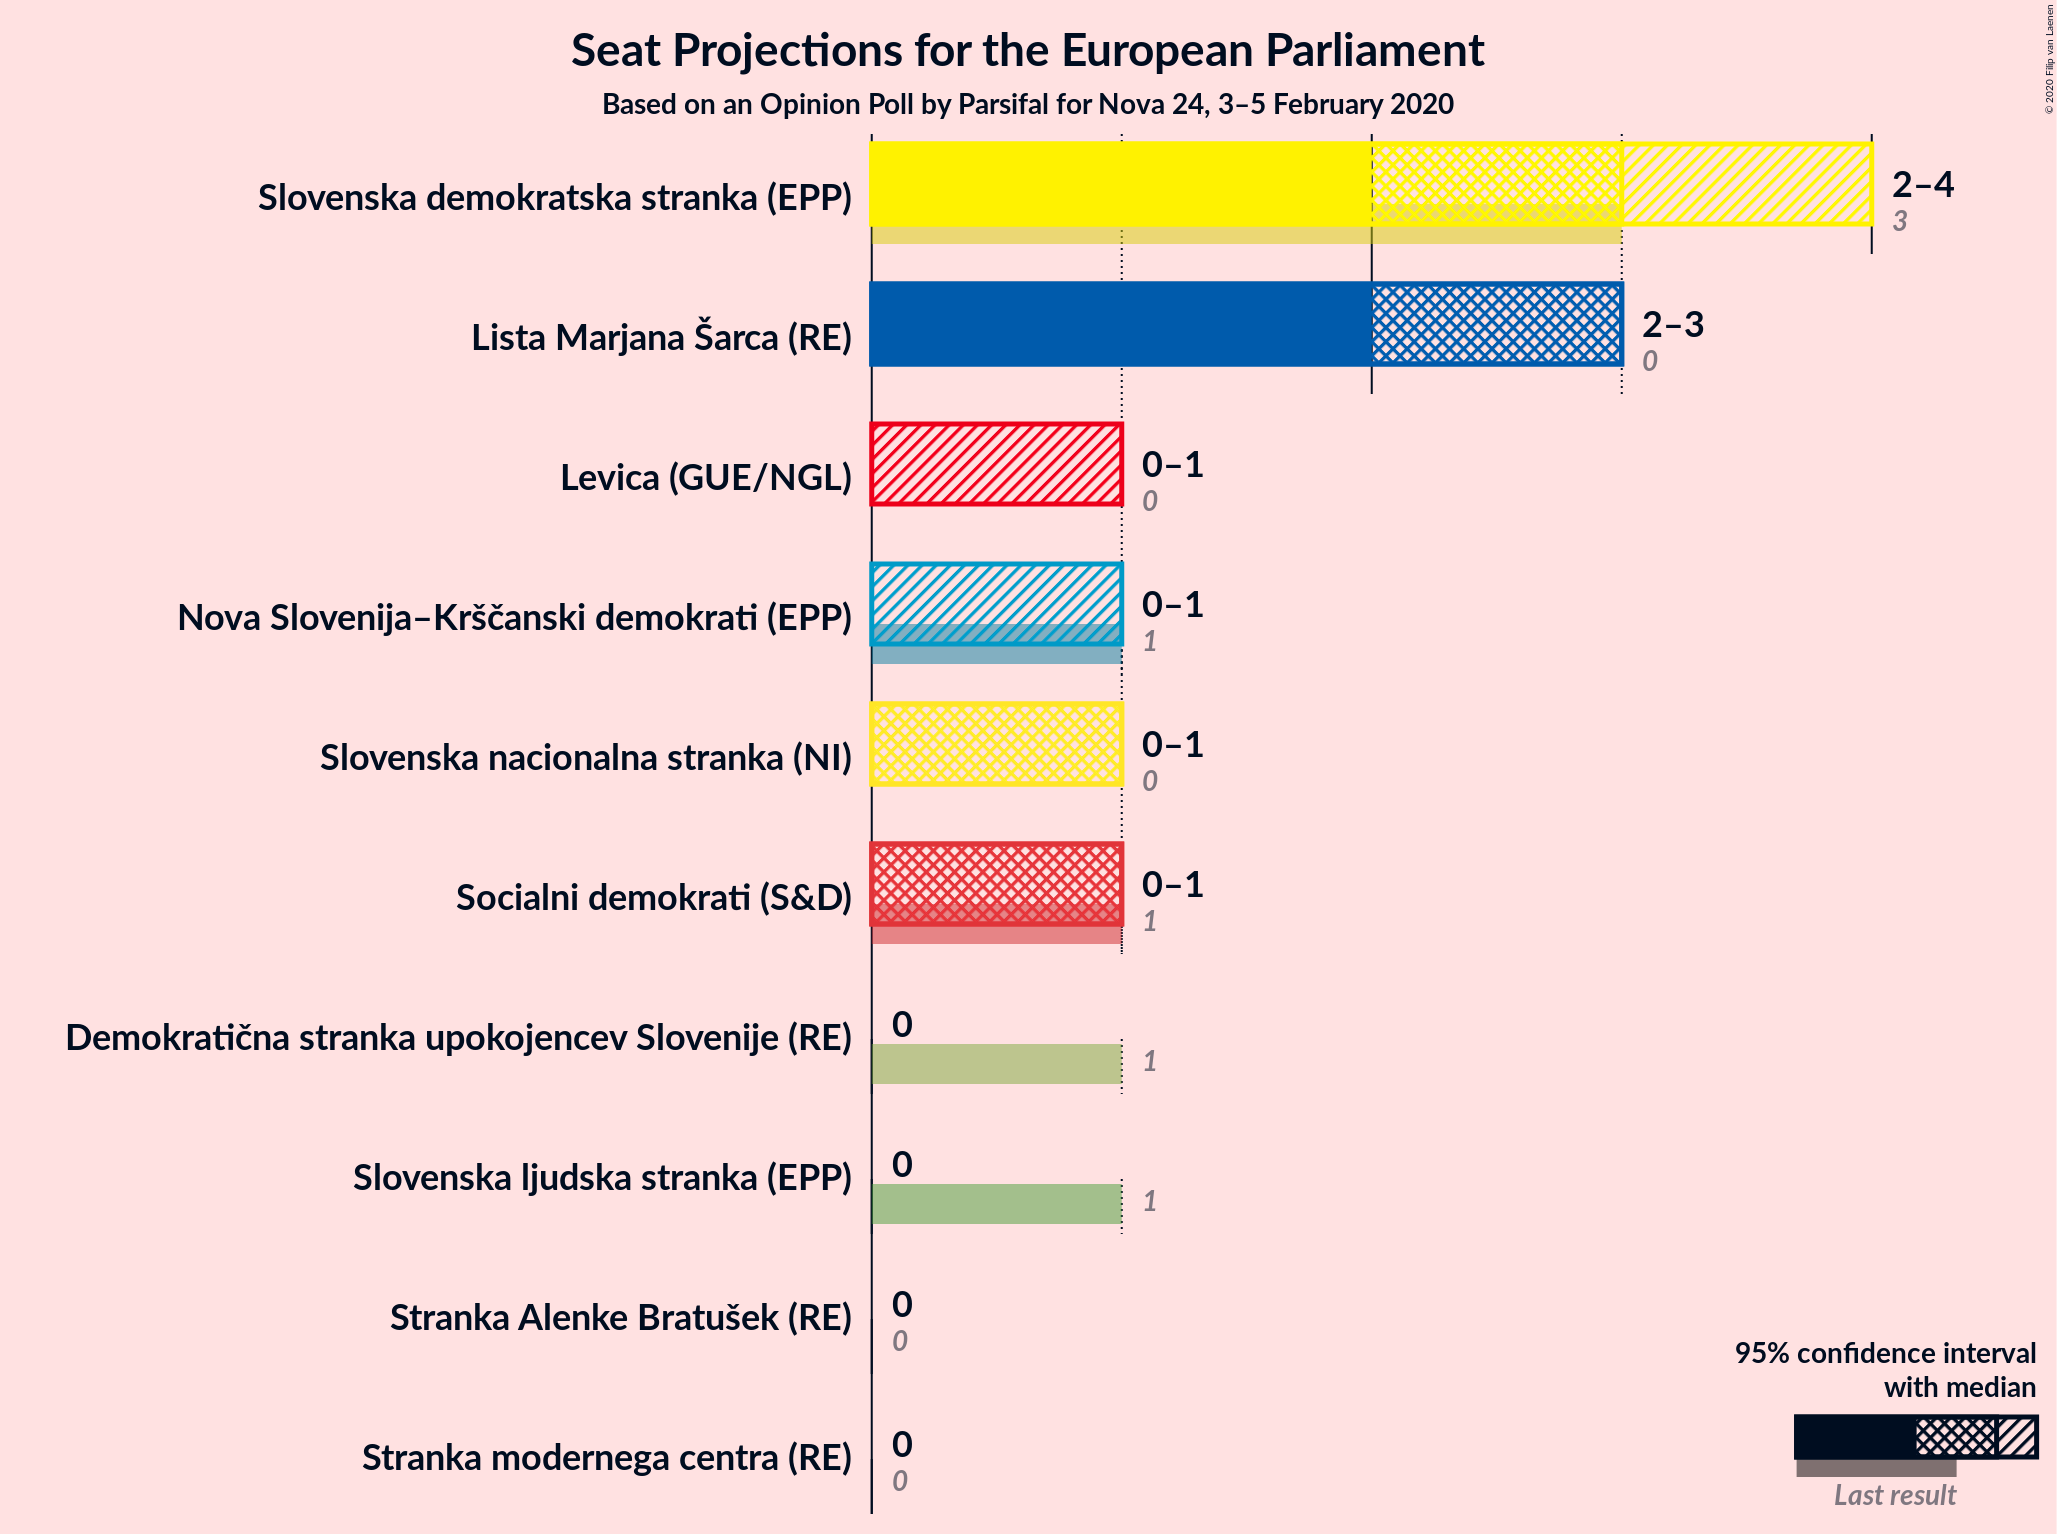 Seat Projections for the European Parliament
Based on an Opinion Poll by Parsifal for Nova 24, 3–5 February 2020
© 2020 Filip van Laenen
Slovenska demokratska stranka (EPP)
2–4
3
Lista Marjana Šarca (RE)
2–3
0
Levica (GUE/NGL)
0–1
0
Nova Slovenija–Krščanski demokrati (EPP)
0–1
1
Slovenska nacionalna stranka (NI)
0–1
0
Socialni demokrati (S&D)
0–1
1
Demokratična stranka upokojencev Slovenije (RE)
0
1
Slovenska ljudska stranka (EPP)
0
1
Stranka Alenke Bratušek (RE)
0
0
Stranka modernega centra (RE)
0
0
95% confidence interval
with median
Last result